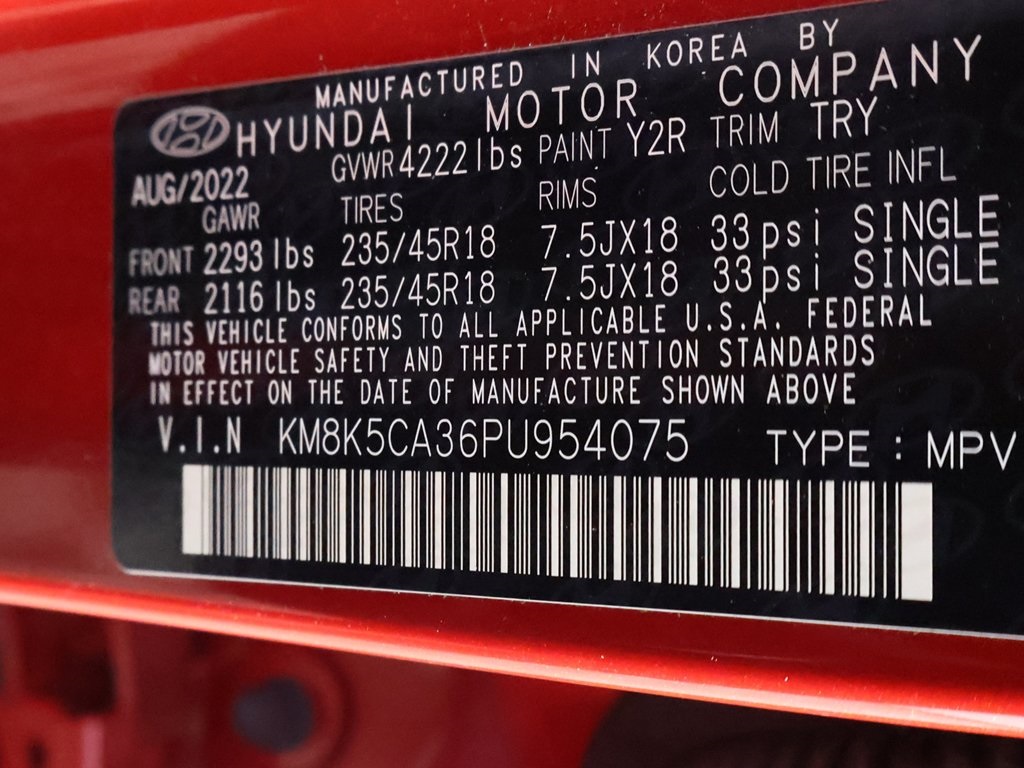 MANUFACTURED IN KOREA BY
HYUNDAI MOTOR COMPANY
AUG/2022 GVWR 4222lbs PAINT Y2R TRIM TRY
GAWR TIRES RIMS COLD TIRE INFL
FRONT 2293 lbs 235/45R18 7.5JX18 33psi SINGLE
REAR 2116 lbs 235/45R18 7.5JX18 33psi SINGLE
THIS VEHICLE CONFORMS TO ALL APPLICABLE U.S.A. FEDERAL
MOTOR VEHICLE SAFETY AND THEFT PREVENTION STANDARDS
IN EFFECT ON THE DATE OF MANUFACTURE SHOWN ABOVE
V.I.N KM8K5CA36PU954075 TYPE : MPV